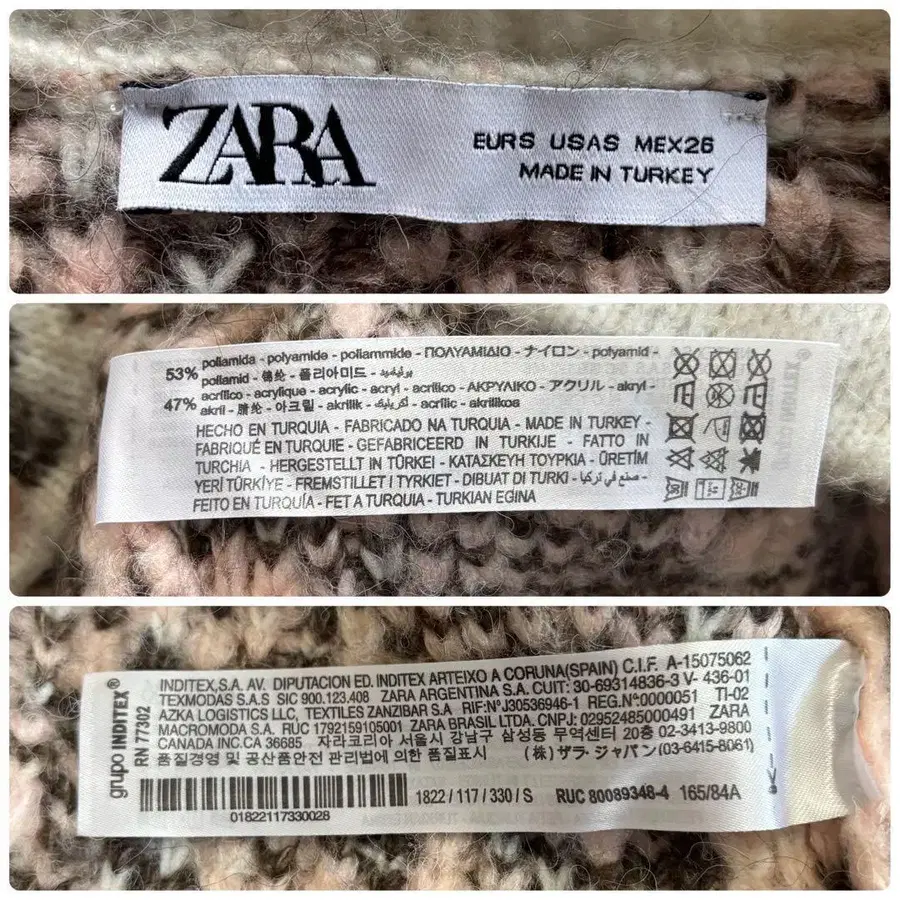 ZARA
EURS USAS MEX26
MADE IN TURKEY
53% poliamida - polyamide - poliammide - ΠΟΛΥΑΜΙΔΙΟ - ナイロン - polyamid -
poliamid - 锦纶 - 폴리아미드 - بوليأميد
47% acrílico - acrylique - acrylic - acryl - acrilico - ΑΚΡΥΛΙΚΟ - アクリル - akryl -
akril - 腈纶 - 아크릴 - akrilik - أكريليك - acrilic - akrilikoa
HECHO EN TURQUIA - FABRICADO NA TURQUIA - MADE IN TURKEY -
FABRIQUÉ EN TURQUIE - GEFABRICEERD IN TURKIJE - FATTO IN
TURCHIA - HERGESTELLT IN TÜRKEI - ΚΑΤΑΣΚΕΥΗ ΤΟΥΡΚΙΑ - ÜRETİM
YERİ TÜRKİYE - FREMSTILLET I TYRKIET - DIBUAT DI TURKI - صنع في تركيا -
FEITO EN TURQUÍA - FET A TURQUIA - TURKIAN EGINA
grupo INDITEX®
RN 77302
INDITEX,S.A. AV. DIPUTACION ED. INDITEX ARTEIXO A CORUNA(SPAIN) C.I.F. A-15075062
TEXMODAS S.A.S SIC 900.123.408 ZARA ARGENTINA S.A. CUIT: 30-69314836-3 V- 436-01
AZKA LOGISTICS LLC, TEXTILES ZANZIBAR S.A. RIF:Nº J30536946-1 REG.Nº:0000051 TI-02
MACROMODA S.A. RUC 1792159105001 ZARA BRASIL LTDA. CNPJ: 02952485000491 ZARA
CANADA INC.CA 36685 자라코리아 서울시 강남구 삼성동 무역센터 20층 02-3413-9800
품질경영 및 공산품안전 관리법에 의한 품질표시 (株) ザラ・ジャパン (03-6415-8061)
1822 / 117 / 330 / S RUC 80089348-4 165/84A
01822117330028